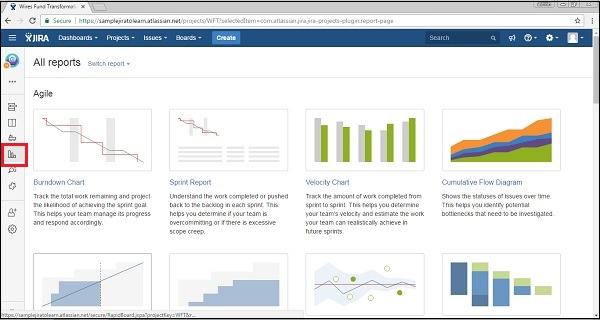 Wires Fund Transformati
Secure https://samplejiratolearn.atlassian.net/projects/WFT?selectedItem=com.atlassian.jira.jira-projects-plugin:report-page
JIRA Dashboards Projects Issues Boards Create Search
All reports Switch report
Agile
Burndown Chart
Track the total work remaining and project
the likelihood of achieving the sprint goal.
This helps your team manage its progress
and respond accordingly.
Sprint Report
Understand the work completed or pushed
back to the backlog in each sprint. This helps
you determine if your team is
overcommitting or if there is excessive
scope creep.
Velocity Chart
Track the amount of work completed from
sprint to sprint. This helps you determine
your team's velocity and estimate the work
your team can realistically achieve in
future sprints.
Cumulative Flow Diagram
Shows the statuses of issues over time.
This helps you identify potential
bottlenecks that need to be investigated.
https://samplejiratolearn.atlassian.net/secure/RapidBoard.jspa?projectKey=WFT&r...